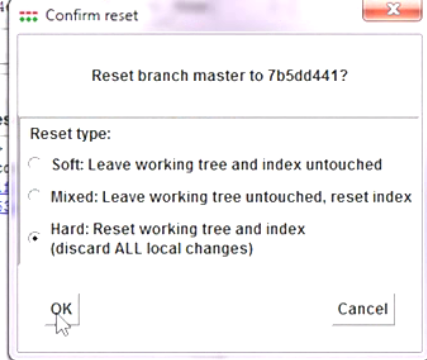 Confirm reset
Reset branch master to 7b5dd441?
Reset type:
Soft: Leave working tree and index untouched
Mixed: Leave working tree untouched, reset index
Hard: Reset working tree and index
(discard ALL local changes)
OK
Cancel